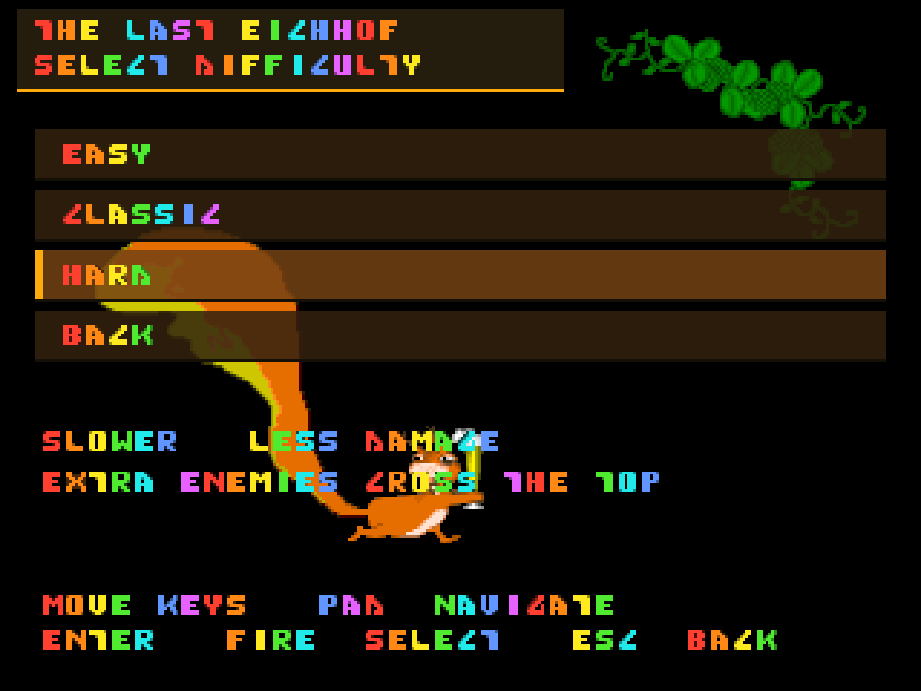 THE LAST EICHHOF
SELECT DIFFICULTY
EASY
CLASSIC
HARD
BACK
SLOWER LESS DAMAGE
EXTRA ENEMIES CROSS THE TOP
MOVE KEYS PAD NAVIGATE
ENTER FIRE SELECT ESC BACK